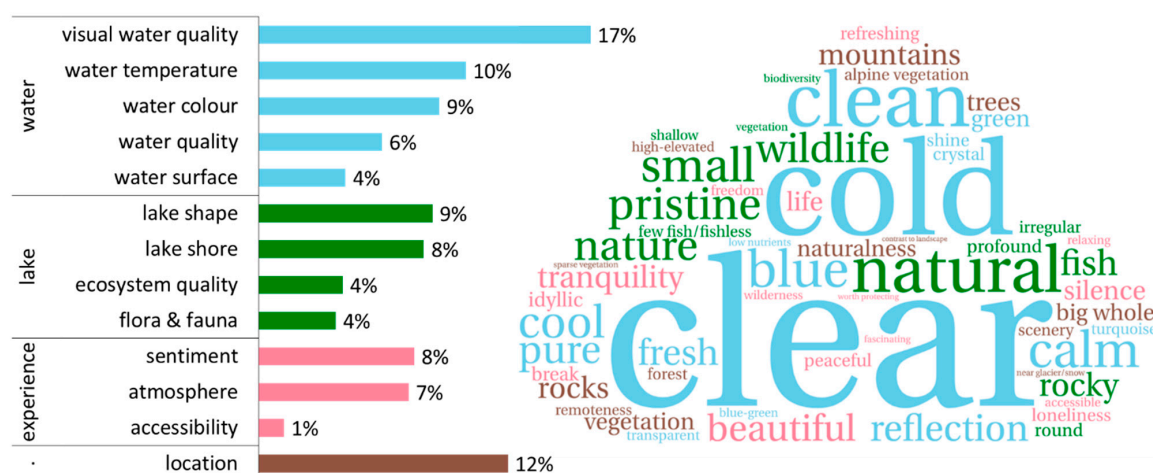 water
visual water quality 17%
water temperature 10%
water colour 9%
water quality 6%
water surface 4%
lake
lake shape 9%
lake shore 8%
ecosystem quality 4%
flora & fauna 4%
experience
sentiment 8%
atmosphere 7%
accessibility 1%
location 12%
refreshing
mountains
biodiversity
alpine vegetation
clean
trees
green
shallow
vegetation
shine
high-elevated
wildlife
crystal
small
cold
freedom
life
pristine
few fish/fishless
irregular
nature
low nutrients
contrast to landscape
naturalness
profound
relaxing
sparse vegetation
blue
natural
fish
tranquility
silence
idyllic
wilderness
worth protecting
big whole
cool
clear
scenery
turquoise
pure
fresh
fascinating
calm
peaceful
break
forest
near glacier/snow
rocks
rocky
remoteness
blue-green
accessible
loneliness
vegetation
beautiful
reflection
round
transparent